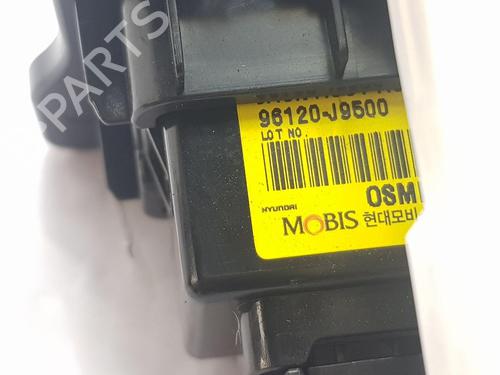 96120-J9500
LOT NO.
OSM
HYUNDAI
MOBIS 현대모비
PARTS